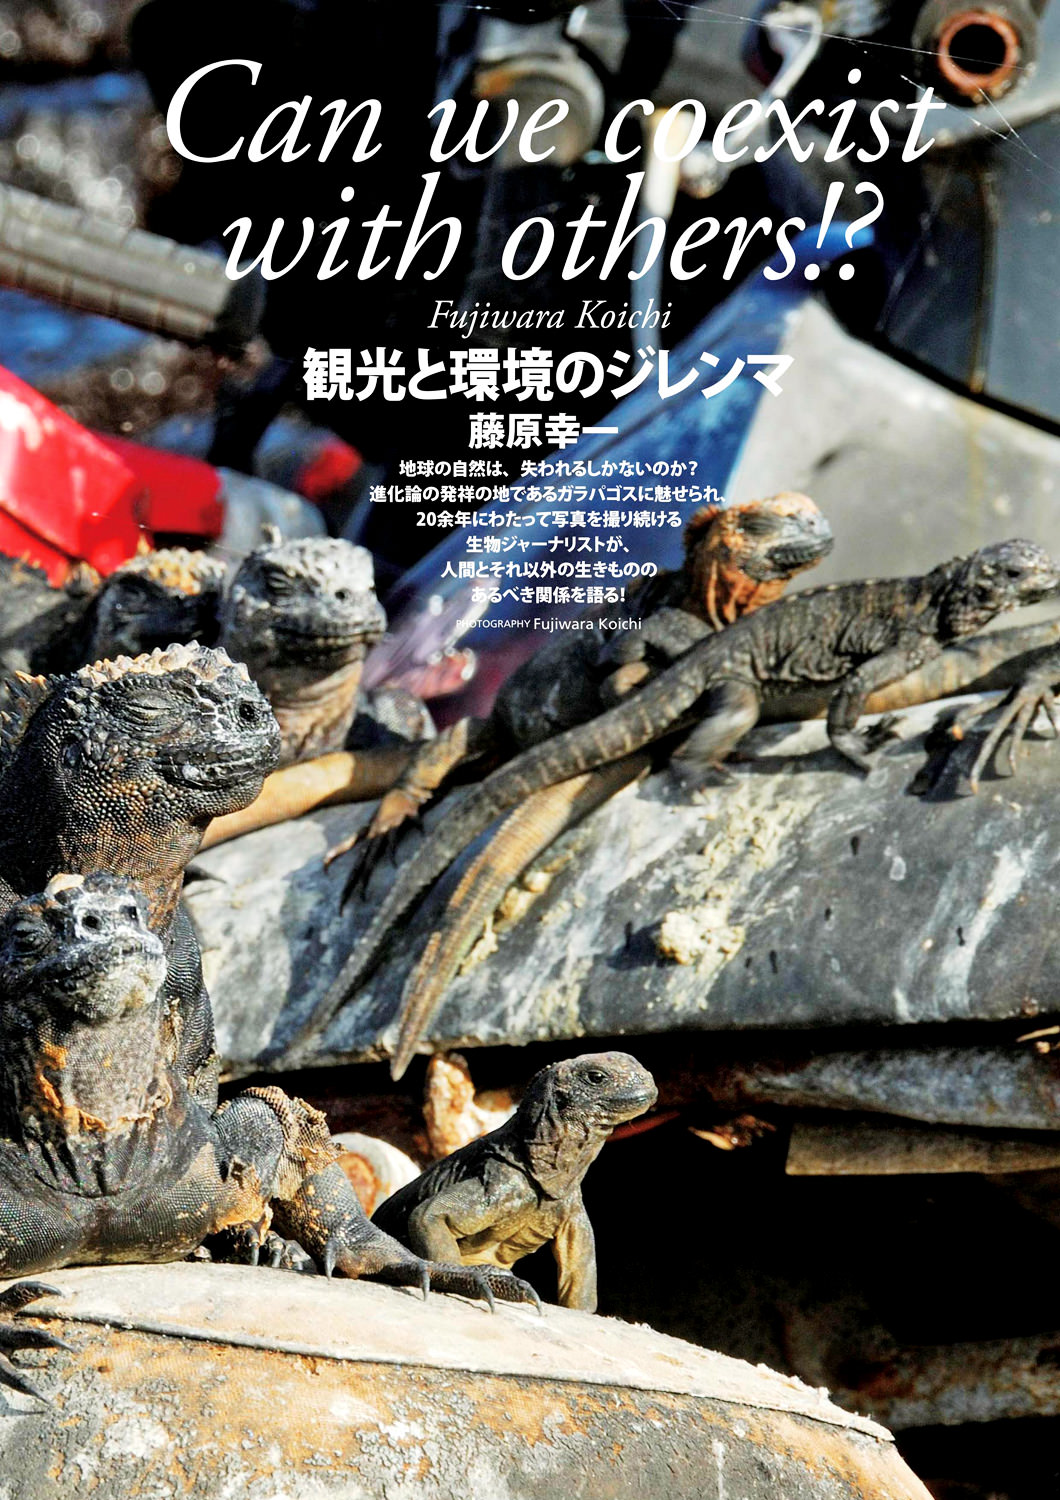 Can we coexist
with others!?
Fujiwara Koichi
観光と環境のジレンマ
藤原幸一
地球の自然は、失われるしかないのか?
進化論の発祥の地であるガラパゴスに魅せられ、
20余年にわたって写真を撮り続ける
生物ジャーナリストが、
人間とそれ以外の生きものの
あるべき関係を語る!
PHOTOGRAPHY Fujiwara Koichi